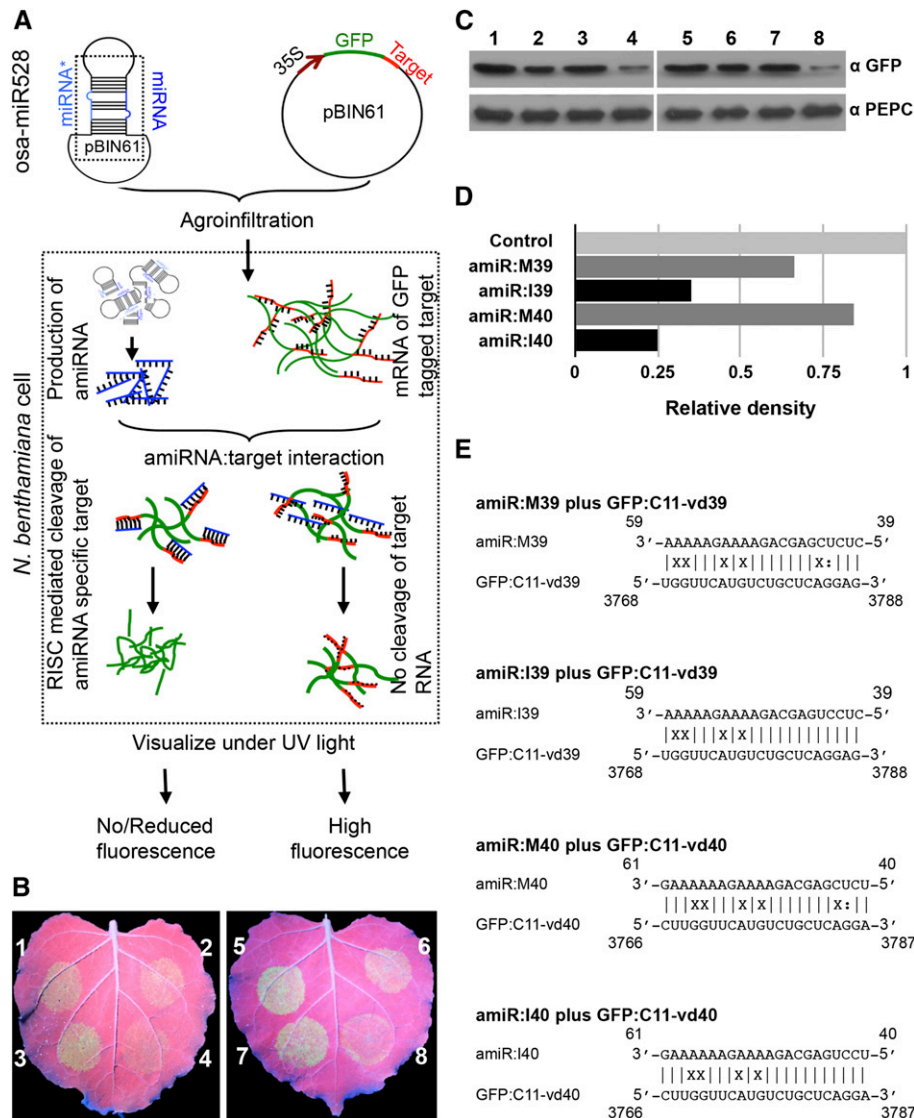 A
osa-miR528
miRNA*
miRNA
pBIN61
35S
GFP
Target
pBIN61
Agroinfiltration
N. benthamiana cell
Production of
amiRNA
mRNA of GFP
tagged target
amiRNA:target interaction
RISC mediated cleavage of
amiRNA specific target
No cleavage of target
RNA
Visualize under UV light
No/Reduced
fluorescence
High
fluorescence
B
1
2
3
4
5
6
7
8
C
1 2 3 4 5 6 7 8
α GFP
α PEPC
D
Control
amiR:M39
amiR:I39
amiR:M40
amiR:I40
0 0.25 0.5 0.75 1
Relative density
E
amiR:M39 plus GFP:C11-vd39
59 39
amiR:M39 3′-AAAAAGAAAAGACGAGCUCUC-5′
|xx|||x|x|||||||x:|||
GFP:C11-vd39 5′-UGGUUCAUGUCUGCUCAGGAG-3′
3768 3788
amiR:I39 plus GFP:C11-vd39
59 39
amiR:I39 3′-AAAAAGAAAAGACGAGUCCUC-5′
|xx|||x|x||||||||||||
GFP:C11-vd39 5′-UGGUUCAUGUCUGCUCAGGAG-3′
3768 3788
amiR:M40 plus GFP:C11-vd40
61 40
amiR:M40 3′-GAAAAAAGAAAAGACGAGCUCU-5′
|||xx|||x|x|||||||x:||
GFP:C11-vd40 5′-CUUGGUUCAUGUCUGCUCAGGA-3′
3766 3787
amiR:I40 plus GFP:C11-vd40
61 40
amiR:I40 3′-GAAAAAAGAAAAGACGAGUCCU-5′
|||xx|||x|x|||||||||||
GFP:C11-vd40 5′-CUUGGUUCAUGUCUGCUCAGGA-3′
3766 3787